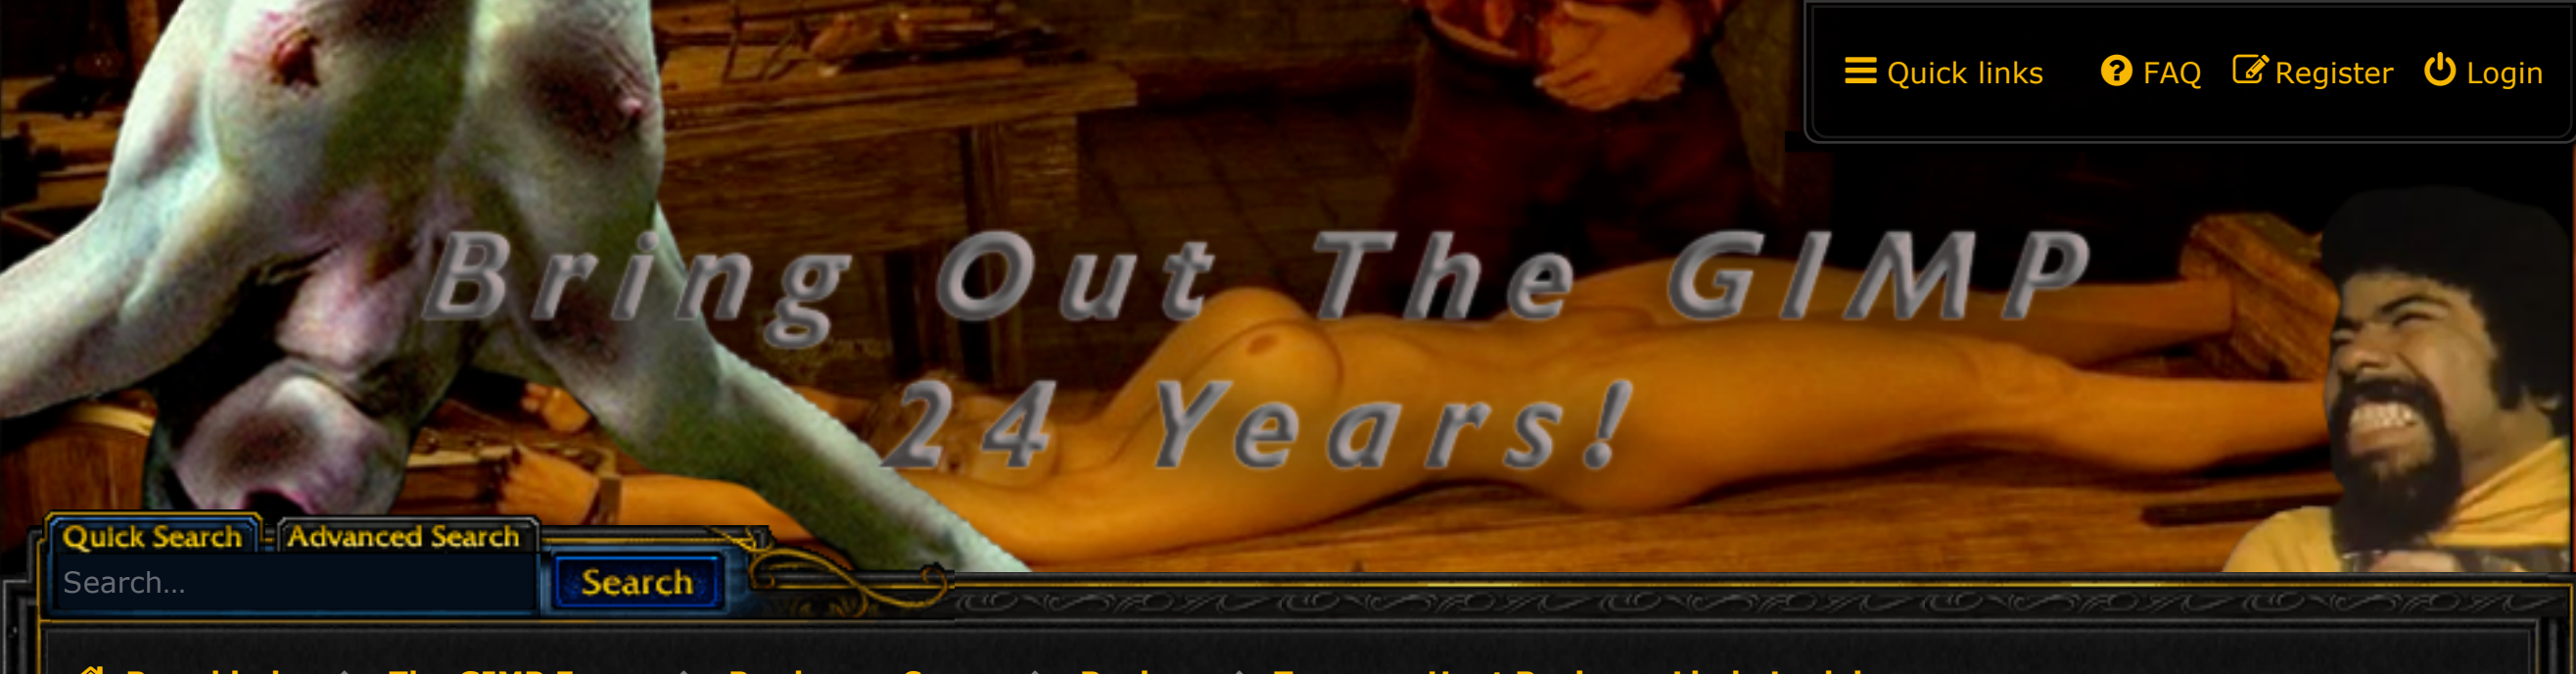 Quick links FAQ Register Login
Bring Out The GIMP
24 Years!
Quick Search Advanced Search
Search...
Search